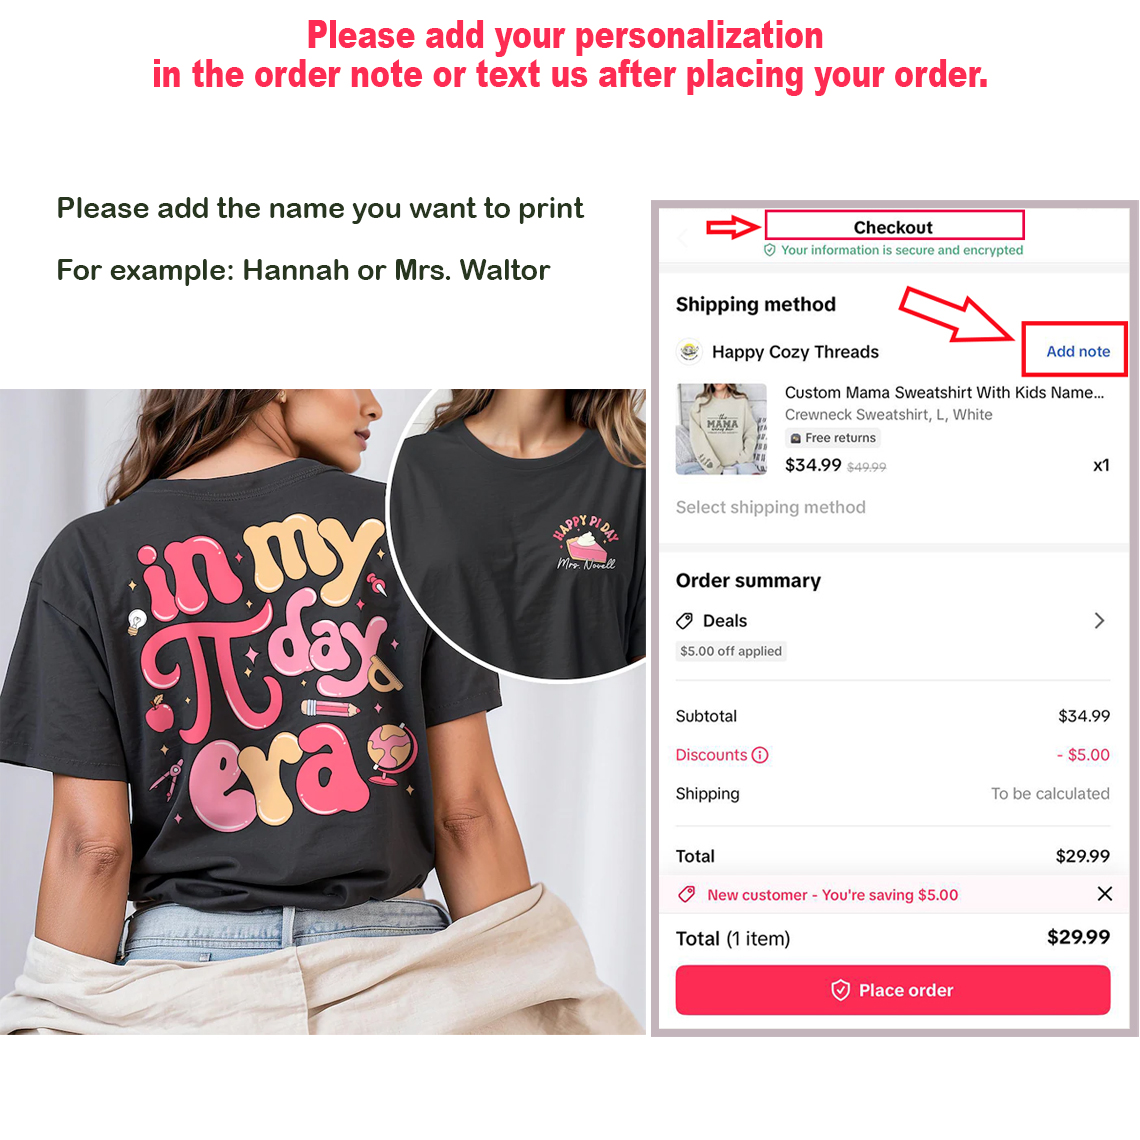 Please add your personalization
in the order note or text us after placing your order.
Please add the name you want to print
For example: Hannah or Mrs. Waltor
in my
π day
era
HAPPY PI DAY
Mrs. Novell
Checkout
Your information is secure and encrypted
Shipping method
Happy Cozy Threads
Add note
Custom Mama Sweatshirt With Kids Name...
Crewneck Sweatshirt, L, White
Free returns
$34.99 $49.99
x1
MAMA
Select shipping method
Order summary
Deals
$5.00 off applied
Subtotal $34.99
Discounts - $5.00
Shipping To be calculated
Total $29.99
New customer - You're saving $5.00
Total (1 item) $29.99
Place order